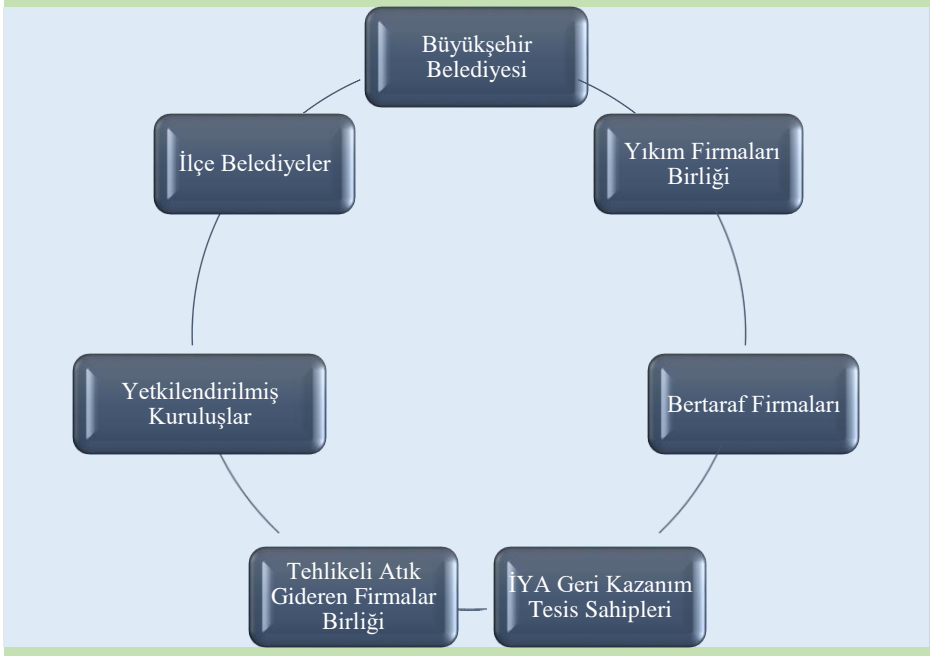 Büyükşehir
Belediyesi
Yıkım Firmaları
Birliği
Bertaraf Firmaları
İYA Geri Kazanım
Tesis Sahipleri
Tehlikeli Atık
Gideren Firmalar
Birliği
Yetkilendirilmiş
Kuruluşlar
İlçe Belediyeler